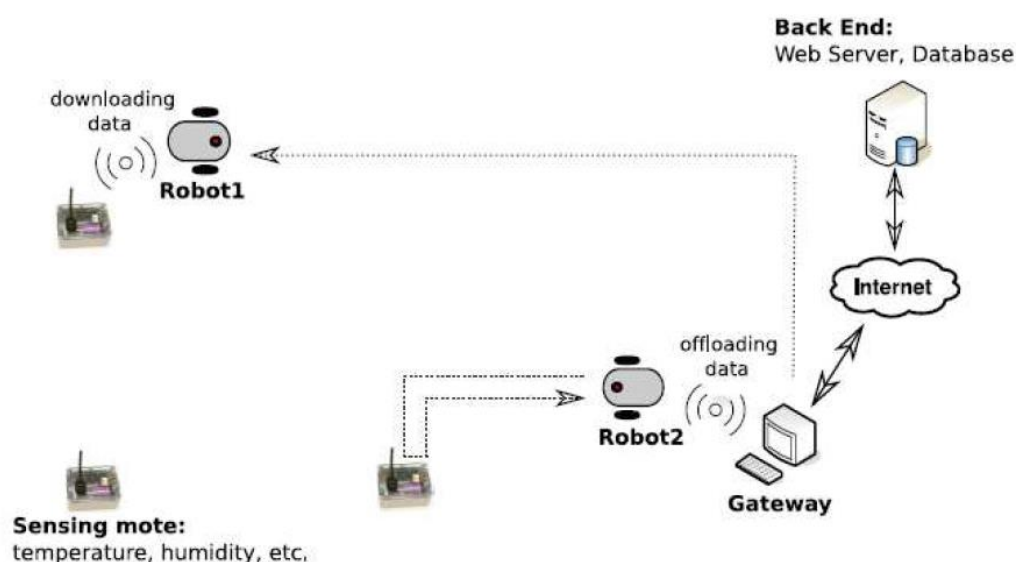 Back End:
Web Server, Database
downloading
data
Robot1
Internet
offloading
data
Robot2
Gateway
Sensing mote:
temperature, humidity, etc,